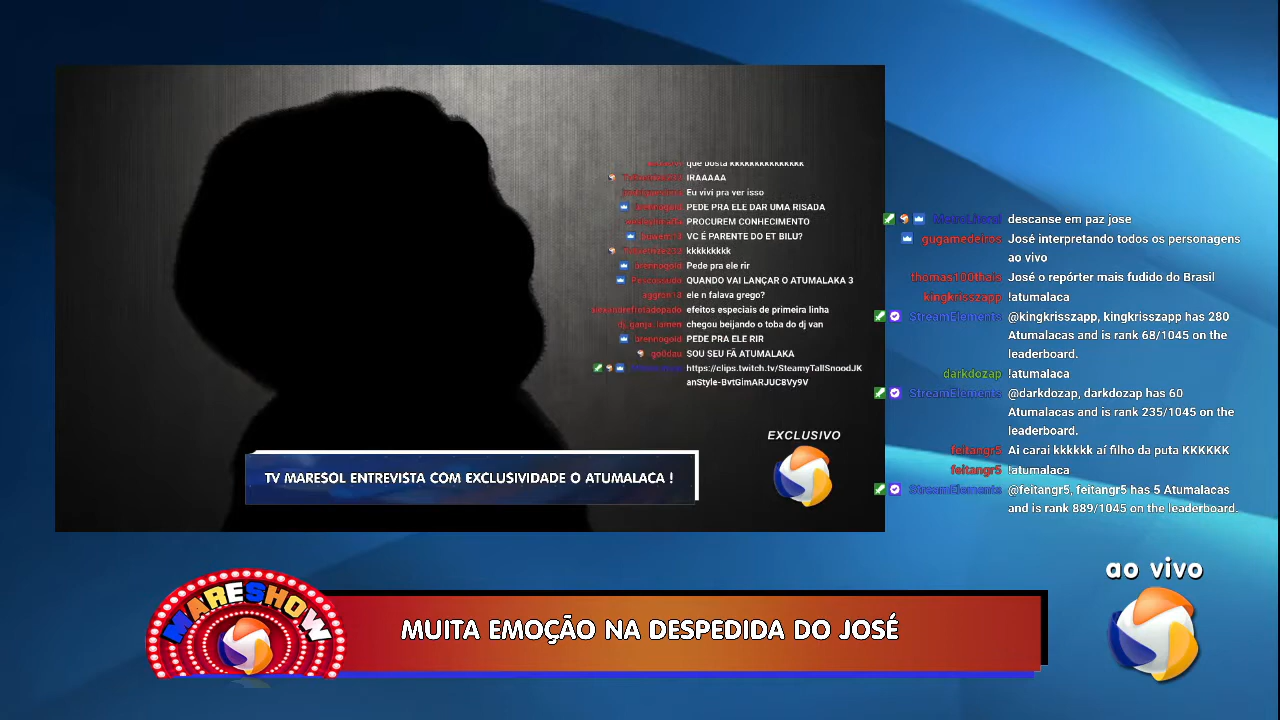 que bosta kkkkkkkkkkkkkkk
IRAAAAA
Eu vivi pra ver isso
PEDE PRA ELE DAR UMA RISADA
PROCUREM CONHECIMENTO
VC É PARENTE DO ET BILU?
kkkkkkkkk
orennogold Pede pra ele rir
QUANDO VAI LANÇAR O ATUMALAKA 3
ele n falava grego?
efeitos especiais de primeira linha
chegou beijando o toba do dj van
orennogold PEDE PRA ELE RIR
goddau SOU SEU FÃ ATUMALAKA
https://clips.twitch.tv/SteamyTallSnoodJK
anStyle-BvtGimARJUCBVy9V
EXCLUSIVO
TV MARESOL ENTREVISTA COM EXCLUSIVIDADE O ATUMALACA !
descanse em paz jose
gugamedeiros José interpretando todos os personagens
ao vivo
thomas100thais José o repórter mais fudido do Brasil
kingkrisszapp !atumalaca
StreamElements @kingkrisszapp, kingkrisszapp has 280
Atumalacas and is rank 68/1045 on the
leaderboard.
darkdozap !atumalaca
StreamElements @darkdozap, darkdozap has 60
Atumalacas and is rank 235/1045 on the
leaderboard.
feitangr5 Ai carai kkkkkk aí filho da puta KKKKKK
feitangr5 !atumalaca
StreamElements @feitangr5, feitangr5 has 5 Atumalacas
and is rank 889/1045 on the leaderboard.
MARESHOW
MUITA EMOÇÃO NA DESPEDIDA DO JOSÉ
ao vivo